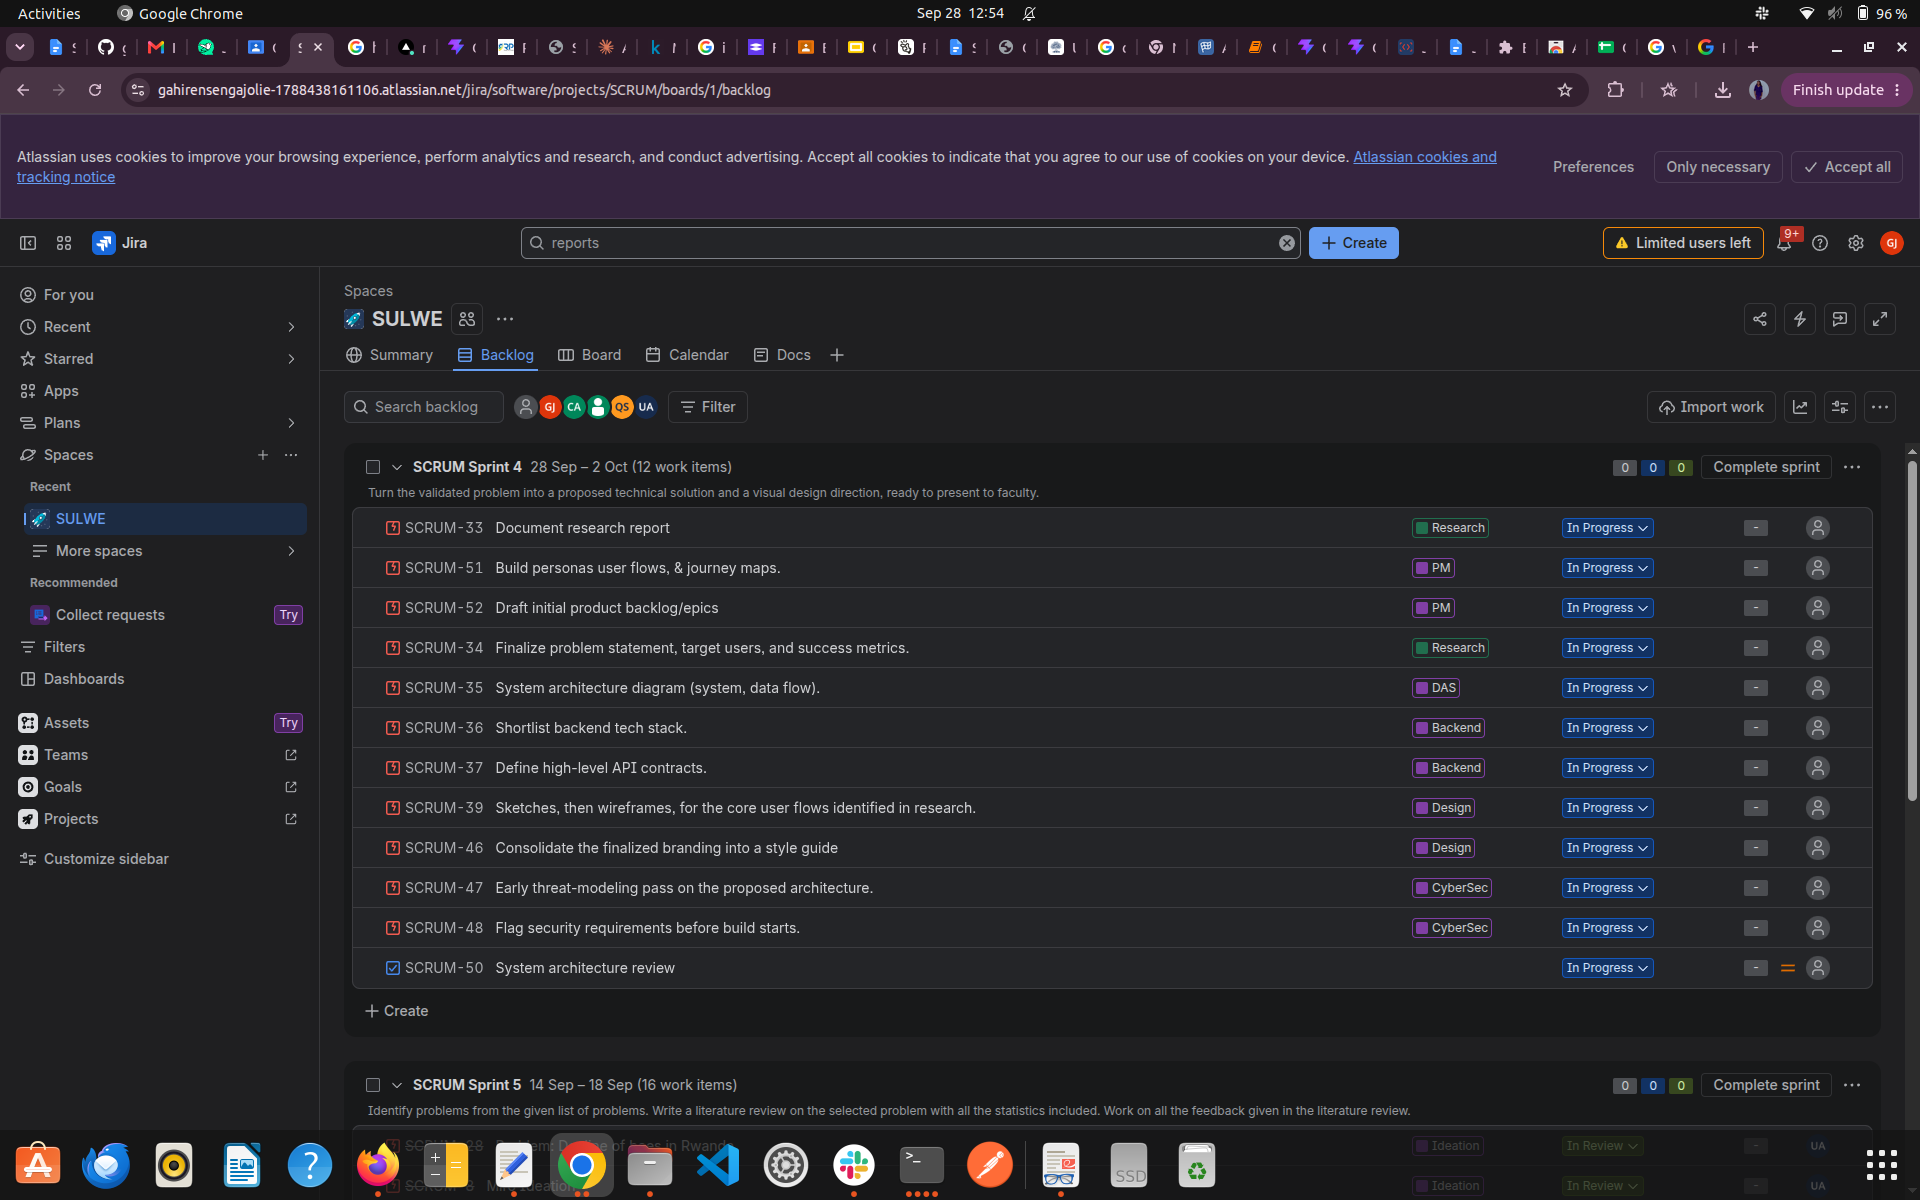 Activities
Google Chrome
Sep 28 12:54
96 %
gahirensengajolie-1788438161106.atlassian.net/jira/software/projects/SCRUM/boards/1/backlog
Finish update
Atlassian uses cookies to improve your browsing experience, perform analytics and research, and conduct advertising. Accept all cookies to indicate that you agree to our use of cookies on your device. Atlassian cookies and
tracking notice
Preferences
Only necessary
Accept all
Jira
reports
Create
Limited users left
9+
GJ
For you
Recent
Starred
Apps
Plans
Spaces
Recent
SULWE
More spaces
Recommended
Collect requests Try
Filters
Dashboards
Assets Try
Teams
Goals
Projects
Customize sidebar
Spaces
SULWE
Summary
Backlog
Board
Calendar
Docs
Search backlog
GJ CA QS UA
Filter
Import work
SCRUM Sprint 4 28 Sep – 2 Oct (12 work items)
0 0 0 Complete sprint
Turn the validated problem into a proposed technical solution and a visual design direction, ready to present to faculty.
SCRUM-33 Document research report Research In Progress -
SCRUM-51 Build personas user flows, & journey maps. PM In Progress -
SCRUM-52 Draft initial product backlog/epics PM In Progress -
SCRUM-34 Finalize problem statement, target users, and success metrics. Research In Progress -
SCRUM-35 System architecture diagram (system, data flow). DAS In Progress -
SCRUM-36 Shortlist backend tech stack. Backend In Progress -
SCRUM-37 Define high-level API contracts. Backend In Progress -
SCRUM-39 Sketches, then wireframes, for the core user flows identified in research. Design In Progress -
SCRUM-46 Consolidate the finalized branding into a style guide Design In Progress -
SCRUM-47 Early threat-modeling pass on the proposed architecture. CyberSec In Progress -
SCRUM-48 Flag security requirements before build starts. CyberSec In Progress -
SCRUM-50 System architecture review In Progress -
Create
SCRUM Sprint 5 14 Sep – 18 Sep (16 work items)
0 0 0 Complete sprint
Identify problems from the given list of problems. Write a literature review on the selected problem with all the statistics included. Work on all the feedback given in the literature review.
Ideation In Review - UA
Ideation In Review - UA
SSD